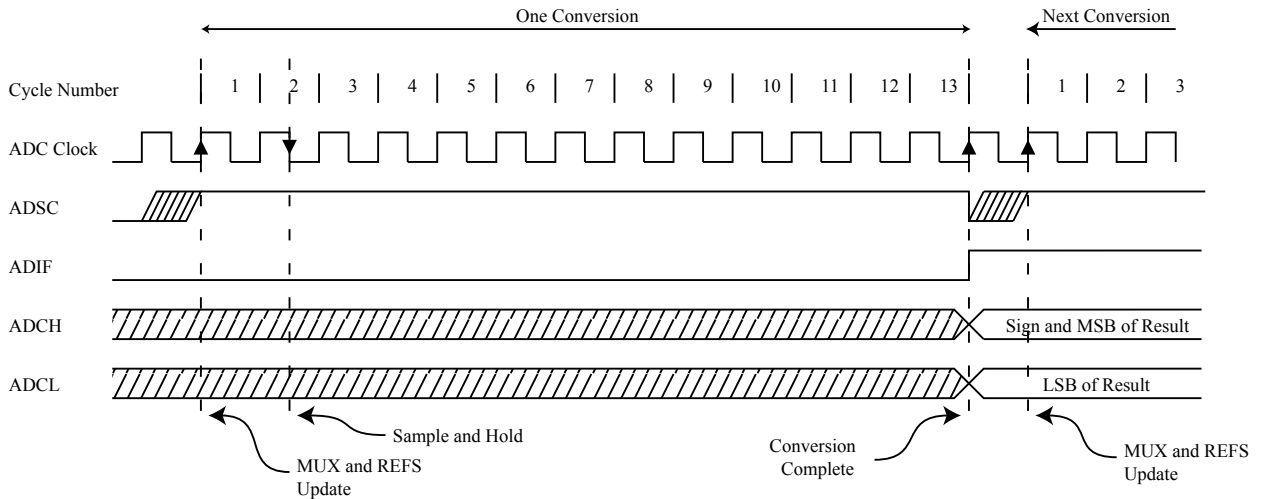 One Conversion
Next Conversion
Cycle Number
1 2 3 4 5 6 7 8 9 10 11 12 13 1 2 3
ADC Clock
ADSC
ADIF
ADCH
Sign and MSB of Result
ADCL
LSB of Result
Sample and Hold
MUX and REFS
Update
Conversion
Complete
MUX and REFS
Update